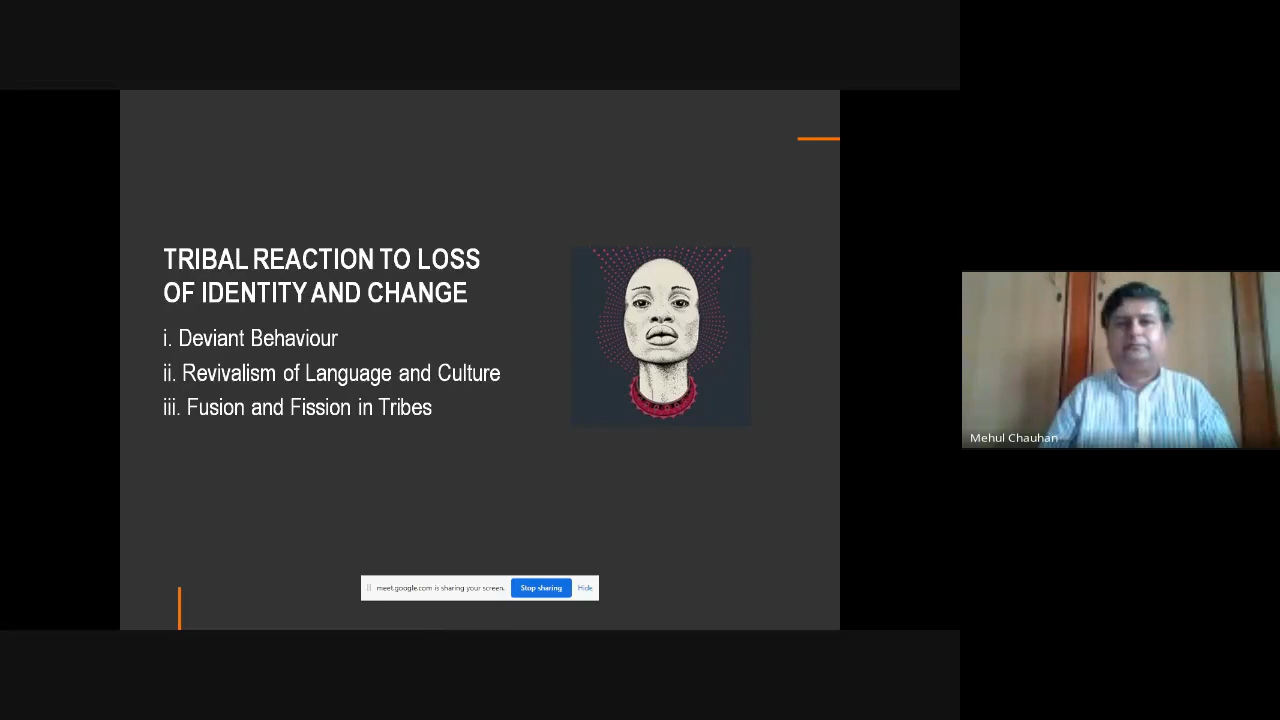 TRIBAL REACTION TO LOSS
OF IDENTITY AND CHANGE
i. Deviant Behaviour
ii. Revivalism of Language and Culture
iii. Fusion and Fission in Tribes
meet.google.com is sharing your screen. Stop sharing Hide
Mehul Chauhan